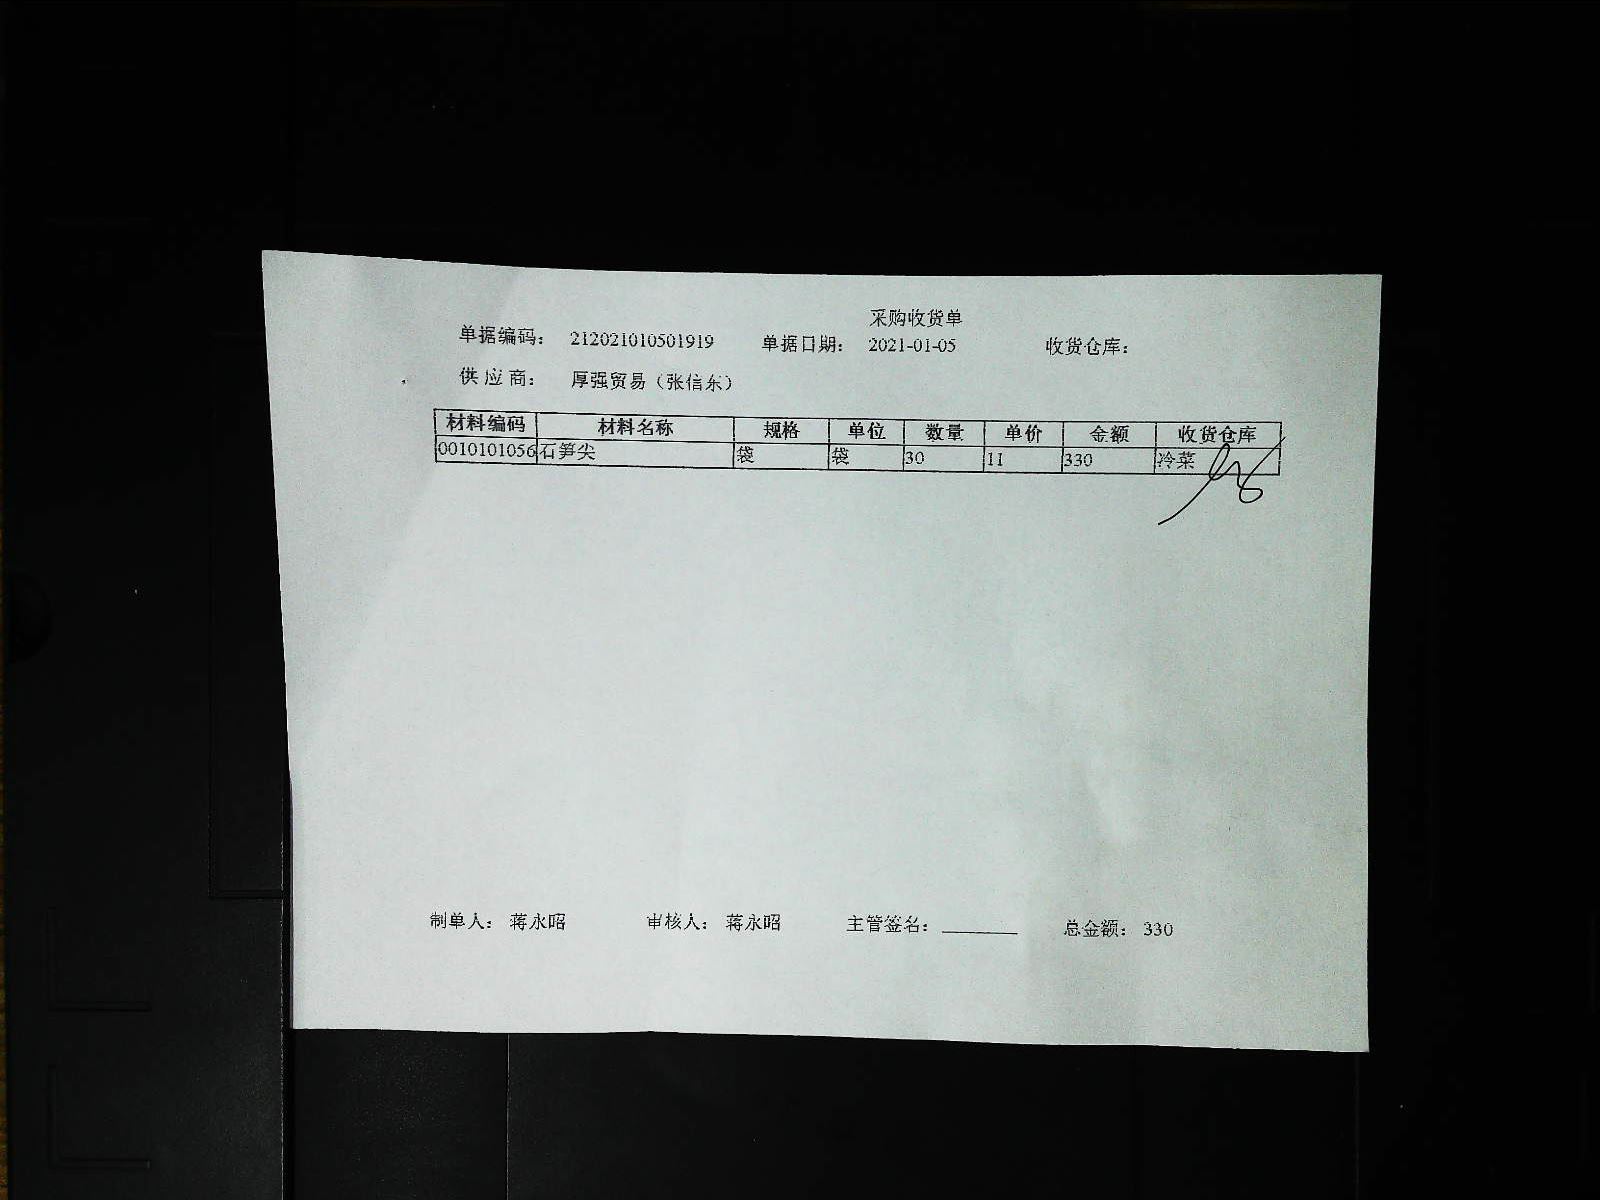 采购收货单
单据编码： 212021010501919 单据日期： 2021-01-05 收货仓库：
供应商： 厚强贸易（张信东）
材料编码 材料名称 规格 单位 数量 单价 金额 收货仓库
0010101056 石笋尖 袋 袋 30 11 330 冷菜
制单人： 蒋永昭 审核人： 蒋永昭 主管签名： 总金额： 330